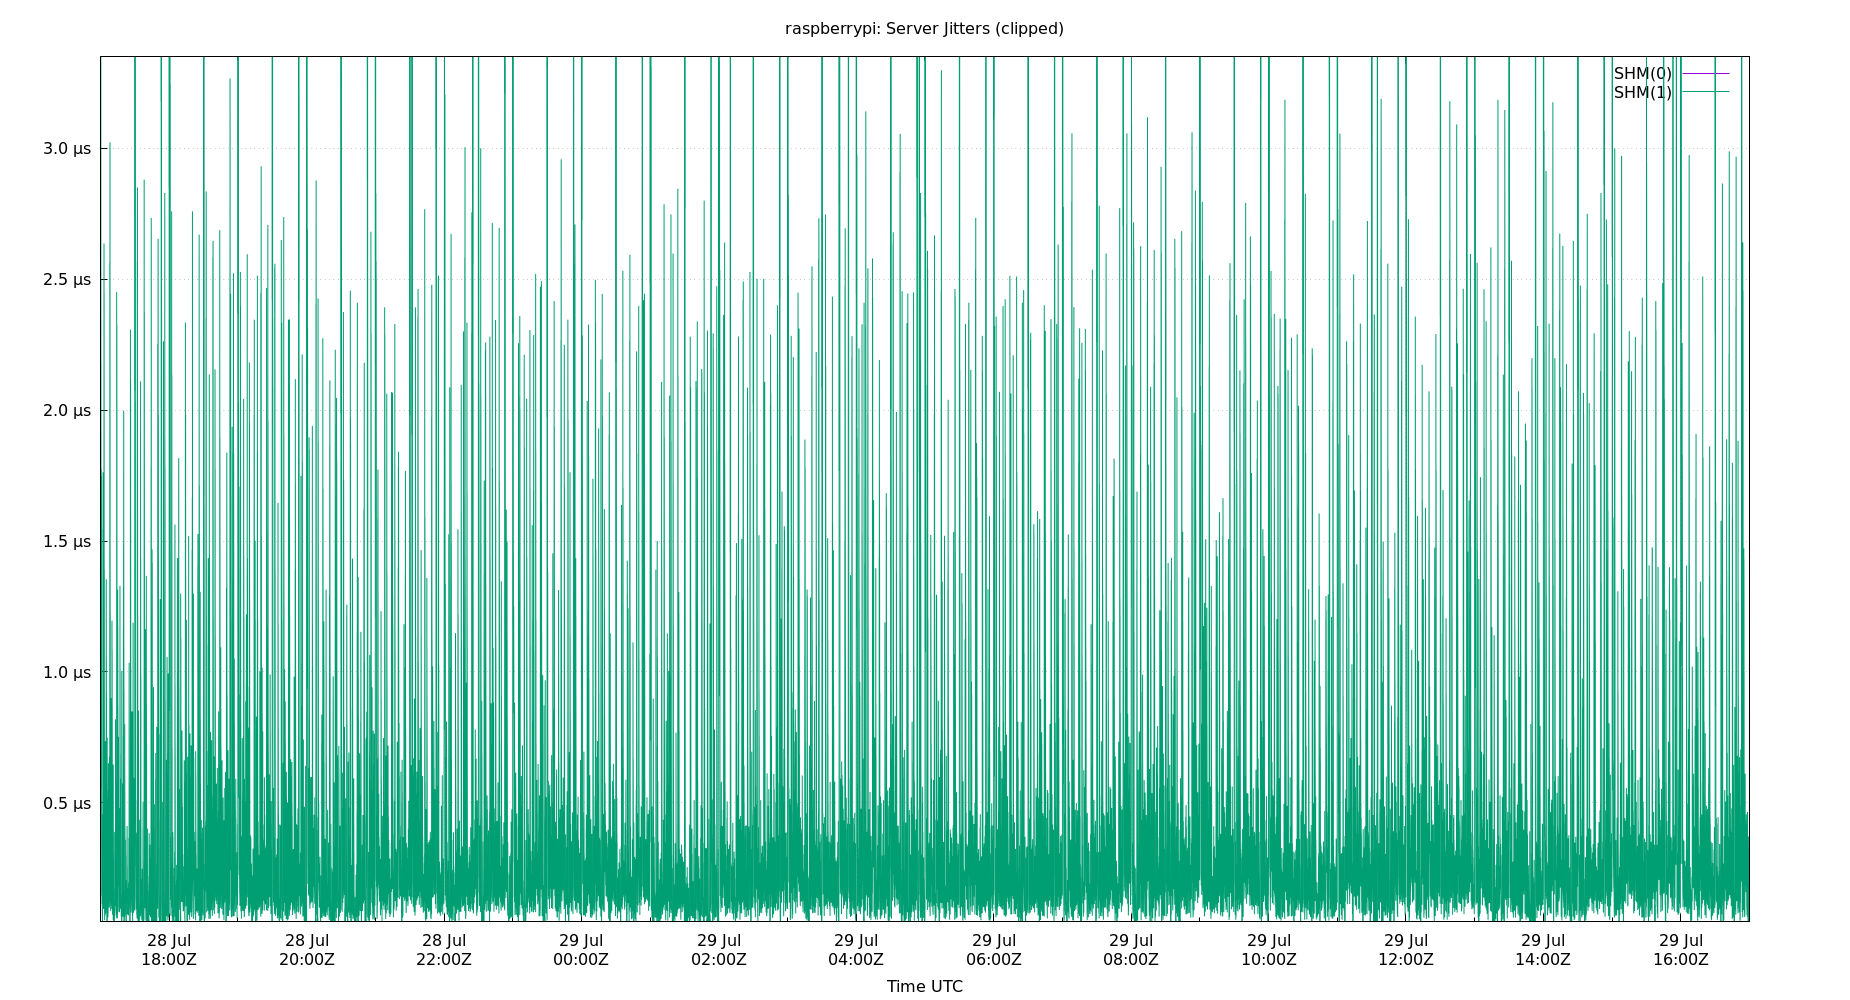 raspberrypi: Server Jitters (clipped)
SHM(0)
SHM(1)
3.0 µs
2.5 µs
2.0 µs
1.5 µs
1.0 µs
0.5 µs
28 Jul 28 Jul 28 Jul 29 Jul 29 Jul 29 Jul 29 Jul 29 Jul 29 Jul 29 Jul 29 Jul 29 Jul
18:00Z 20:00Z 22:00Z 00:00Z 02:00Z 04:00Z 06:00Z 08:00Z 10:00Z 12:00Z 14:00Z 16:00Z
Time UTC